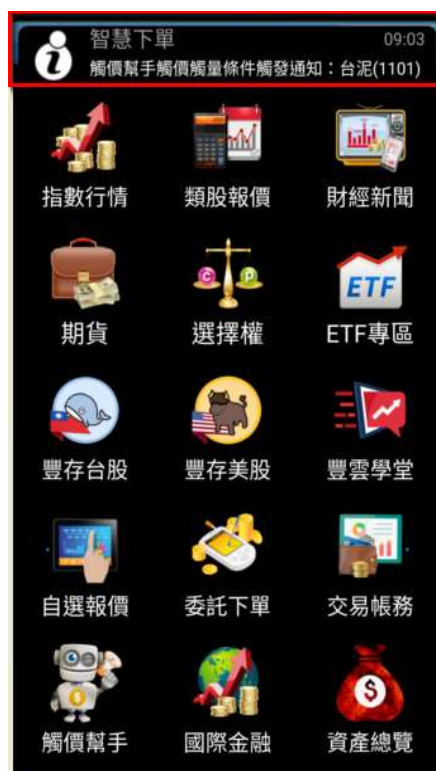 智慧下單 09:03
觸價幫手觸價觸量條件觸發通知：台泥(1101)
指數行情 類股報價 財經新聞
C P
ETF
期貨 選擇權 ETF專區
豐存台股 豐存美股 豐雲學堂
自選報價 委託下單 交易帳務
$ $
觸價幫手 國際金融 資產總覽